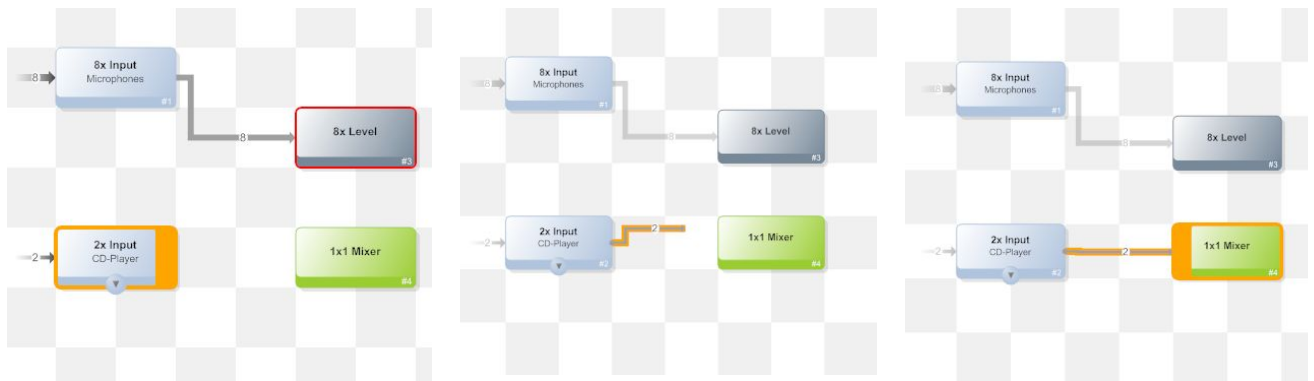 8x Input
Microphones
8
#1
8x Level
8
#3
2x Input
CD-Player
2
1x1 Mixer
#4
8x Input
Microphones
8
#1
8x Level
8
#3
2x Input
CD-Player
2
#2
2
1x1 Mixer
#4
8x Input
Microphones
8
#1
8x Level
8
#3
2x Input
CD-Player
2
#2
2
1x1 Mixer
#4